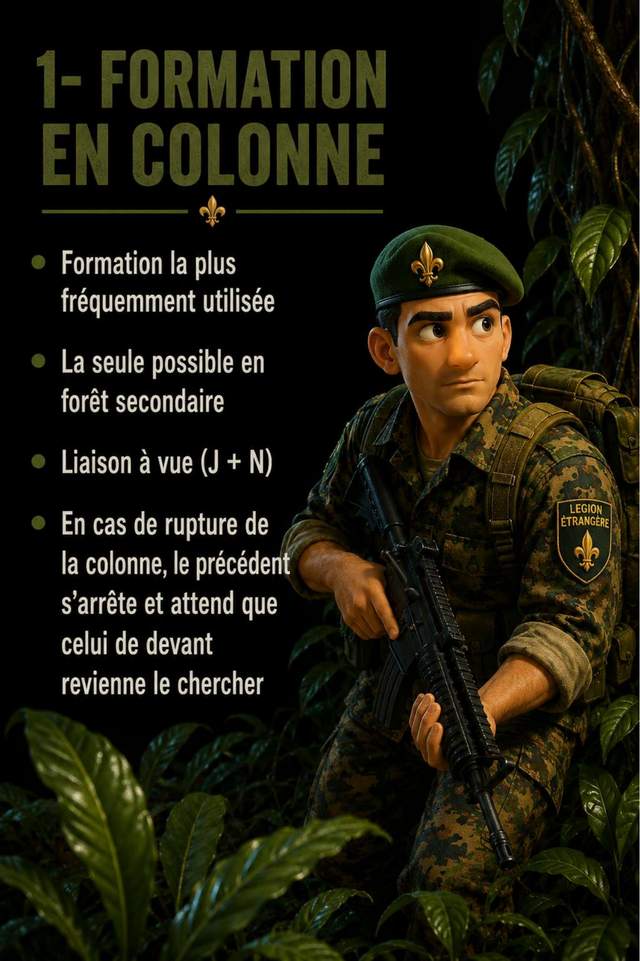 1- FORMATION
EN COLONNE
Formation la plus
fréquemment utilisée
La seule possible en
forêt secondaire
Liaison à vue (J + N)
En cas de rupture de
la colonne, le précédent
s’arrête et attend que
celui de devant
revienne le chercher
LEGION
ÉTRANGÈRE